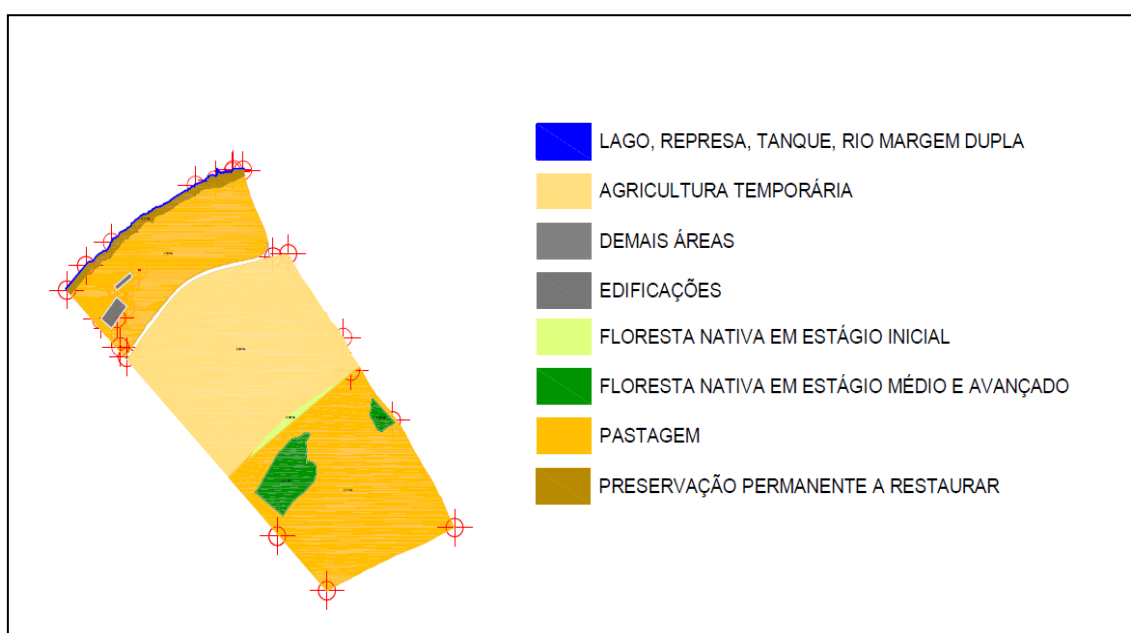 LAGO, REPRESA, TANQUE, RIO MARGEM DUPLA
AGRICULTURA TEMPORÁRIA
DEMAIS ÁREAS
EDIFICAÇÕES
FLORESTA NATIVA EM ESTÁGIO INICIAL
FLORESTA NATIVA EM ESTÁGIO MÉDIO E AVANÇADO
PASTAGEM
PRESERVAÇÃO PERMANENTE A RESTAURAR